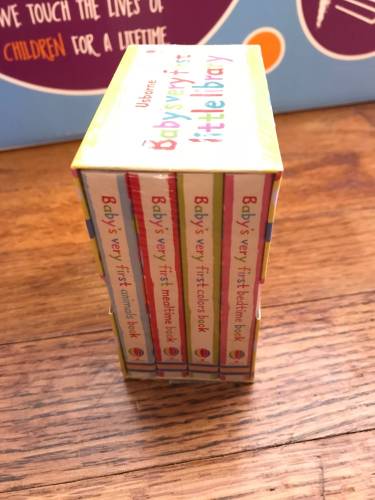 WE TOUCH THE LIVES OF
CHILDREN FOR A LIFETIME
Usborne
Baby's very first
little library
Baby's very first animals book
Baby's very first mealtime book
Baby's very first colors book
Baby's very first bedtime book